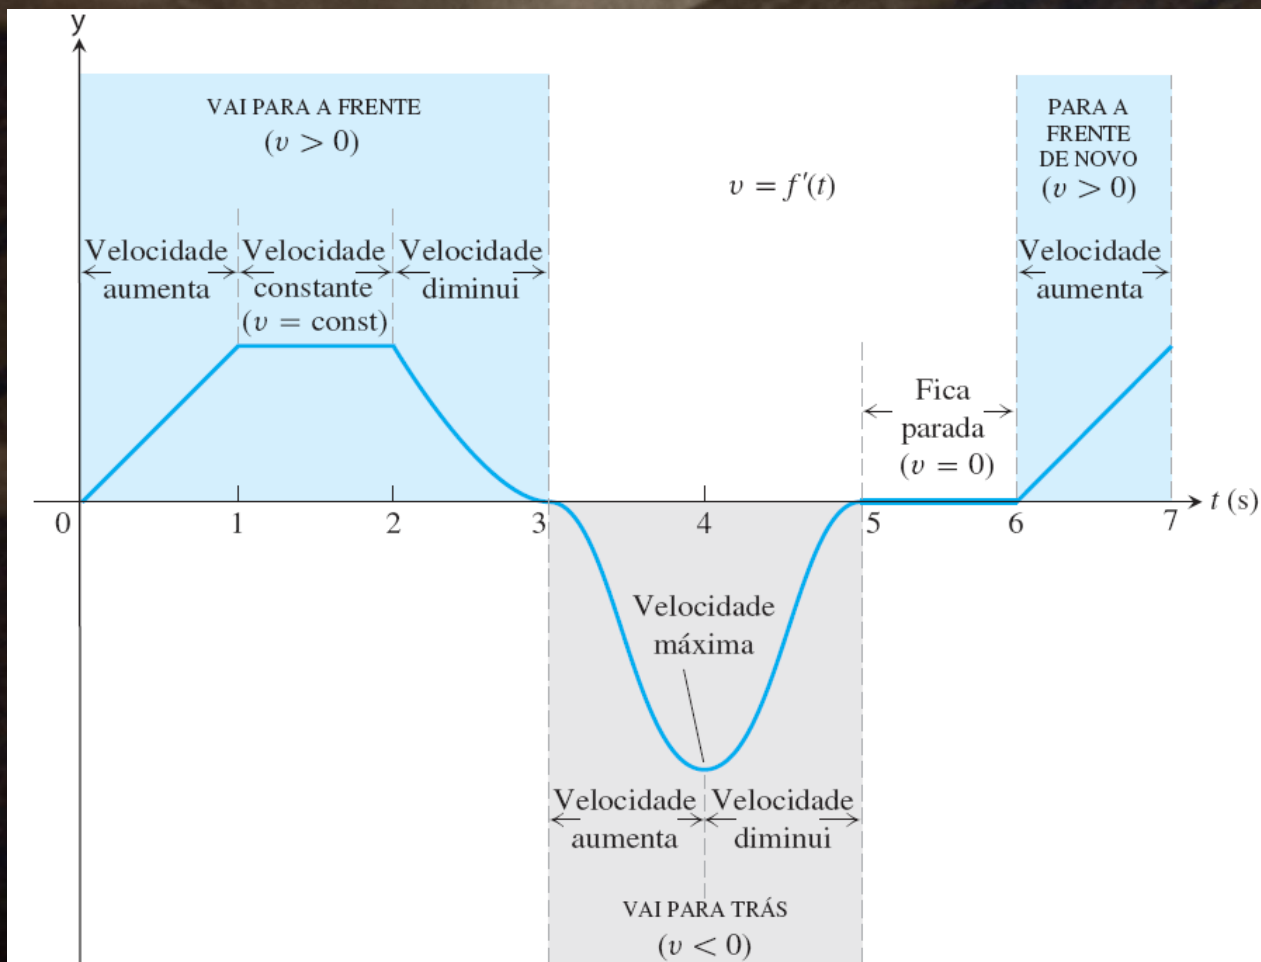 y
VAI PARA A FRENTE
(v > 0)
PARA A
FRENTE
DE NOVO
(v > 0)
v = f′(t)
Velocidade
aumenta
Velocidade
constante
(v = const)
Velocidade
diminui
Velocidade
aumenta
Fica
parada
(v = 0)
0 1 2 3 4 5 6 7 t (s)
Velocidade
máxima
Velocidade
aumenta
Velocidade
diminui
VAI PARA TRÁS
(v < 0)